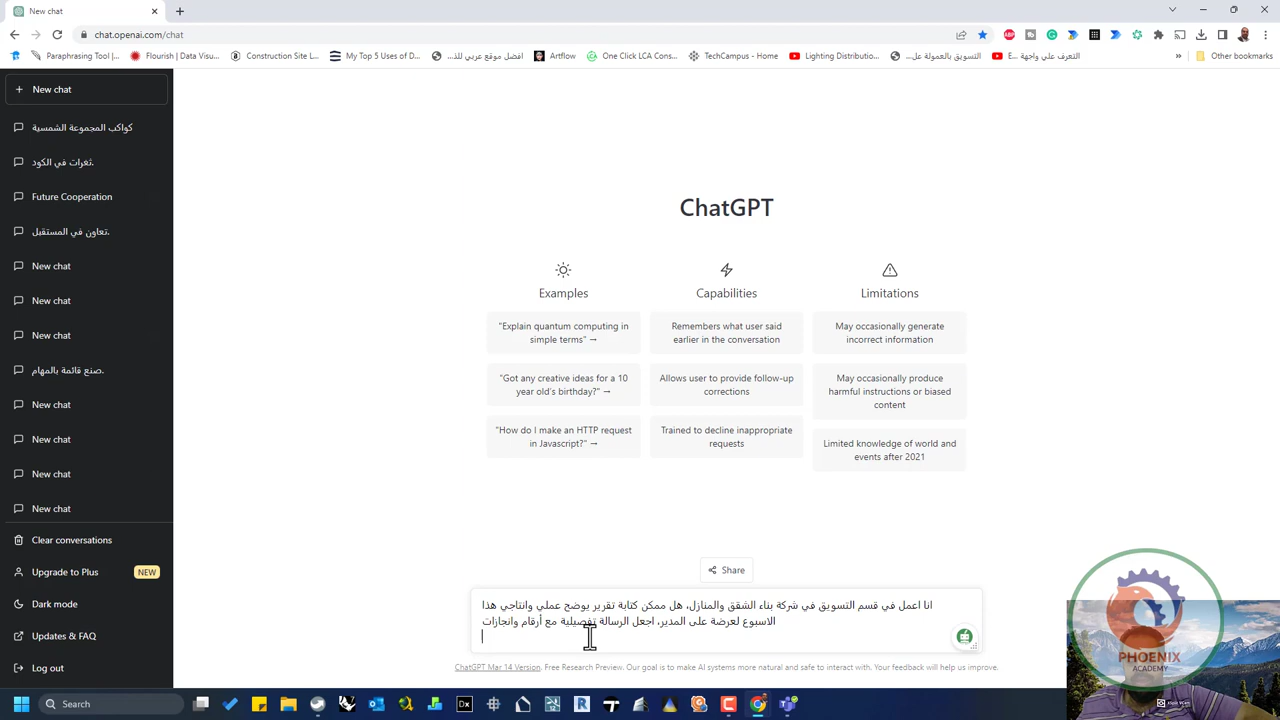 New chat
chat.openai.com/chat
Paraphrasing Tool |...
Flourish | Data Visu...
Construction Site L...
My Top 5 Uses of D...
افضل موقع عربي للذ...
Artflow
One Click LCA Cons...
TechCampus - Home
Lighting Distributio...
التسويق بالعمولة عل...
التعرف علي واجهة E...
»
Other bookmarks
+ New chat
كواكب المجموعة الشمسية
ثغرات في الكود.
Future Cooperation
تعاون في المستقبل.
New chat
New chat
New chat
صنع قائمة بالمهام.
New chat
New chat
New chat
New chat
Clear conversations
Upgrade to Plus NEW
Dark mode
Updates & FAQ
Log out
ChatGPT
Examples
"Explain quantum computing in
simple terms" →
"Got any creative ideas for a 10
year old's birthday?" →
"How do I make an HTTP request
in Javascript?" →
Capabilities
Remembers what user said
earlier in the conversation
Allows user to provide follow-up
corrections
Trained to decline inappropriate
requests
Limitations
May occasionally generate
incorrect information
May occasionally produce
harmful instructions or biased
content
Limited knowledge of world and
events after 2021
Share
انا اعمل في قسم التسويق في شركة بناء الشقق والمنازل، هل ممكن كتابة تقرير يوضح عملي وانتاجي هذا
الاسبوع لعرضة على المدير، اجعل الرسالة تفصيلية مع أرقام وانجازات
ChatGPT Mar 14 Version. Free Research Preview. Our goal is to make AI systems more natural and safe to interact with. Your feedback will help us improve.
PHOENIX
ACADEMY
Search